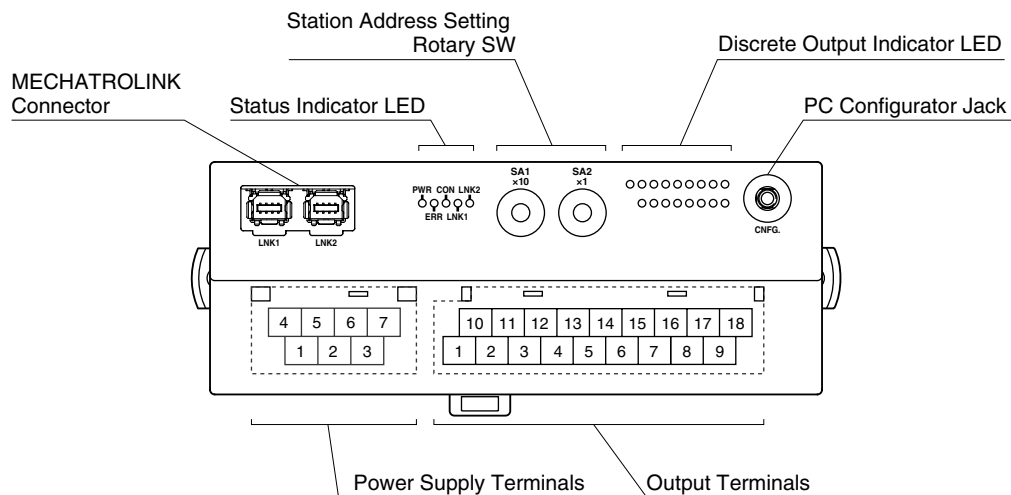 Station Address Setting
Rotary SW
Discrete Output Indicator LED
MECHATROLINK
Connector
Status Indicator LED
PC Configurator Jack
SA1
×10
SA2
×1
PWR CON LNK2
ERR LNK1
LNK1
LNK2
CNFG.
4 5 6 7
1 2 3
10 11 12 13 14 15 16 17 18
1 2 3 4 5 6 7 8 9
Power Supply Terminals
Output Terminals